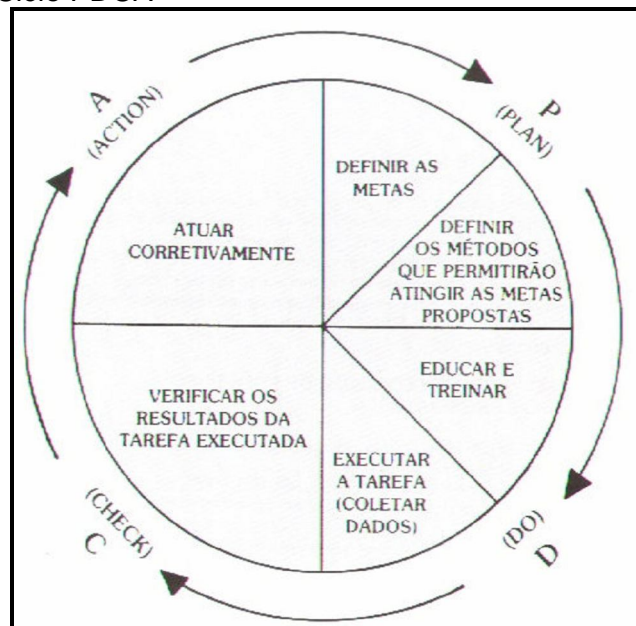 A
(ACTION)
P
(PLAN)
DEFINIR AS
METAS
DEFINIR
OS MÉTODOS
QUE PERMITIRÃO
ATINGIR AS METAS
PROPOSTAS
EDUCAR E
TREINAR
EXECUTAR
A TAREFA
(COLETAR
DADOS)
(DO)
D
VERIFICAR OS
RESULTADOS DA
TAREFA EXECUTADA
(CHECK)
C
ATUAR
CORRETIVAMENTE